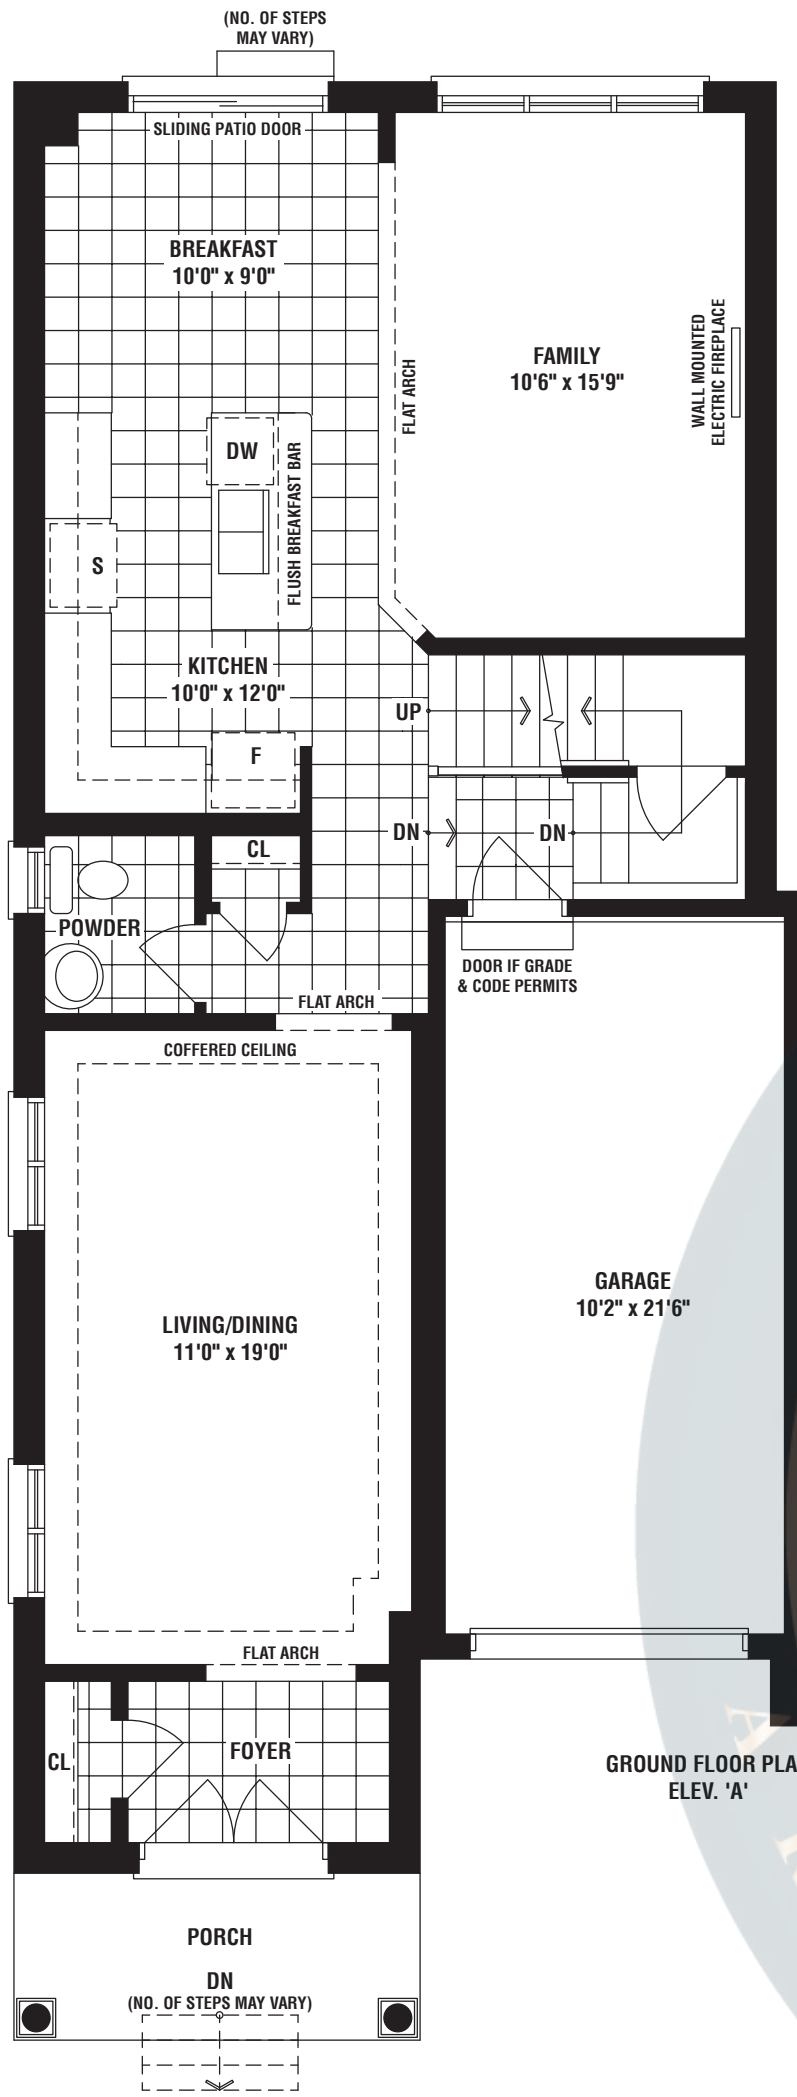 (NO. OF STEPS
MAY VARY)
SLIDING PATIO DOOR
BREAKFAST
10'0" x 9'0"
FAMILY
10'6" x 15'9"
WALL MOUNTED
ELECTRIC FIREPLACE
FLAT ARCH
DW
FLUSH BREAKFAST BAR
S
KITCHEN
10'0" x 12'0"
UP
F
DN
DN
CL
POWDER
DOOR IF GRADE
& CODE PERMITS
FLAT ARCH
COFFERED CEILING
GARAGE
10'2" x 21'6"
LIVING/DINING
11'0" x 19'0"
FLAT ARCH
CL
FOYER
GROUND FLOOR PLA
ELEV. 'A'
PORCH
DN
(NO. OF STEPS MAY VARY)